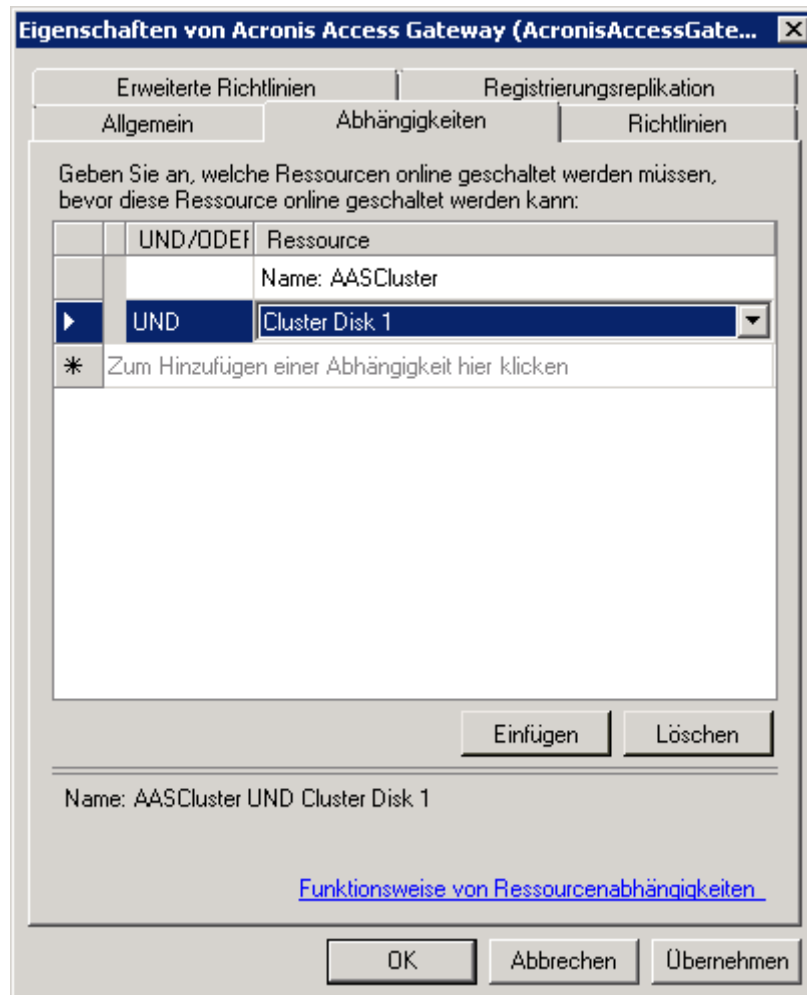 Eigenschaften von Acronis Access Gateway (AcronisAccessGate...
Erweiterte Richtlinien
Registrierungsreplikation
Allgemein
Abhängigkeiten
Richtlinien
Geben Sie an, welche Ressourcen online geschaltet werden müssen,
bevor diese Ressource online geschaltet werden kann:
UND/ODER Ressource
Name: AASCluster
UND Cluster Disk 1
Zum Hinzufügen einer Abhängigkeit hier klicken
Einfügen Löschen
Name: AASCluster UND Cluster Disk 1
Funktionsweise von Ressourcenabhängigkeiten
OK Abbrechen Übernehmen